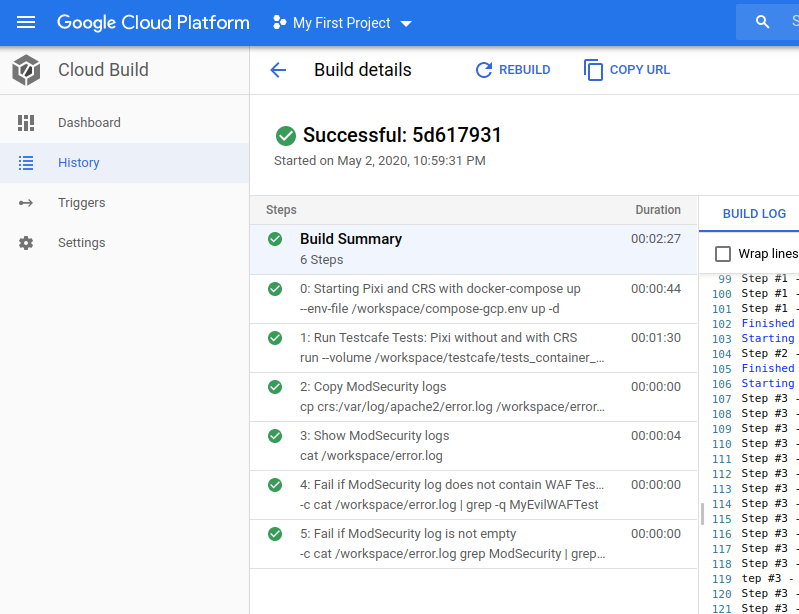 Google Cloud Platform
My First Project
S
Cloud Build
Build details
REBUILD
COPY URL
Dashboard
History
Triggers
Settings
Successful: 5d617931
Started on May 2, 2020, 10:59:31 PM
Steps
Duration
Build Summary
00:02:27
6 Steps
0: Starting Pixi and CRS with docker-compose up
00:00:44
--env-file /workspace/compose-gcp.env up -d
1: Run Testcafe Tests: Pixi without and with CRS
00:01:30
run --volume /workspace/testcafe/tests_container_...
2: Copy ModSecurity logs
00:00:00
cp crs:/var/log/apache2/error.log /workspace/error...
3: Show ModSecurity logs
00:00:04
cat /workspace/error.log
4: Fail if ModSecurity log does not contain WAF Tes...
00:00:00
-c cat /workspace/error.log | grep -q MyEvilWAFTest
5: Fail if ModSecurity log is not empty
00:00:00
-c cat /workspace/error.log grep ModSecurity | grep...
BUILD LOG
Wrap lines
99 Step #1 -
100 Step #1 -
101 Step #1 -
102 Finished
103 Starting
104 Step #2 -
105 Finished
106 Starting
107 Step #3 -
108 Step #3 -
109 Step #3 -
110 Step #3 -
111 Step #3 -
112 Step #3 -
113 Step #3 -
114 Step #3 -
115 Step #3 -
116 Step #3 -
117 Step #3 -
118 Step #3 -
119 tep #3 -
120 Step #3 -
121 Step #3 -